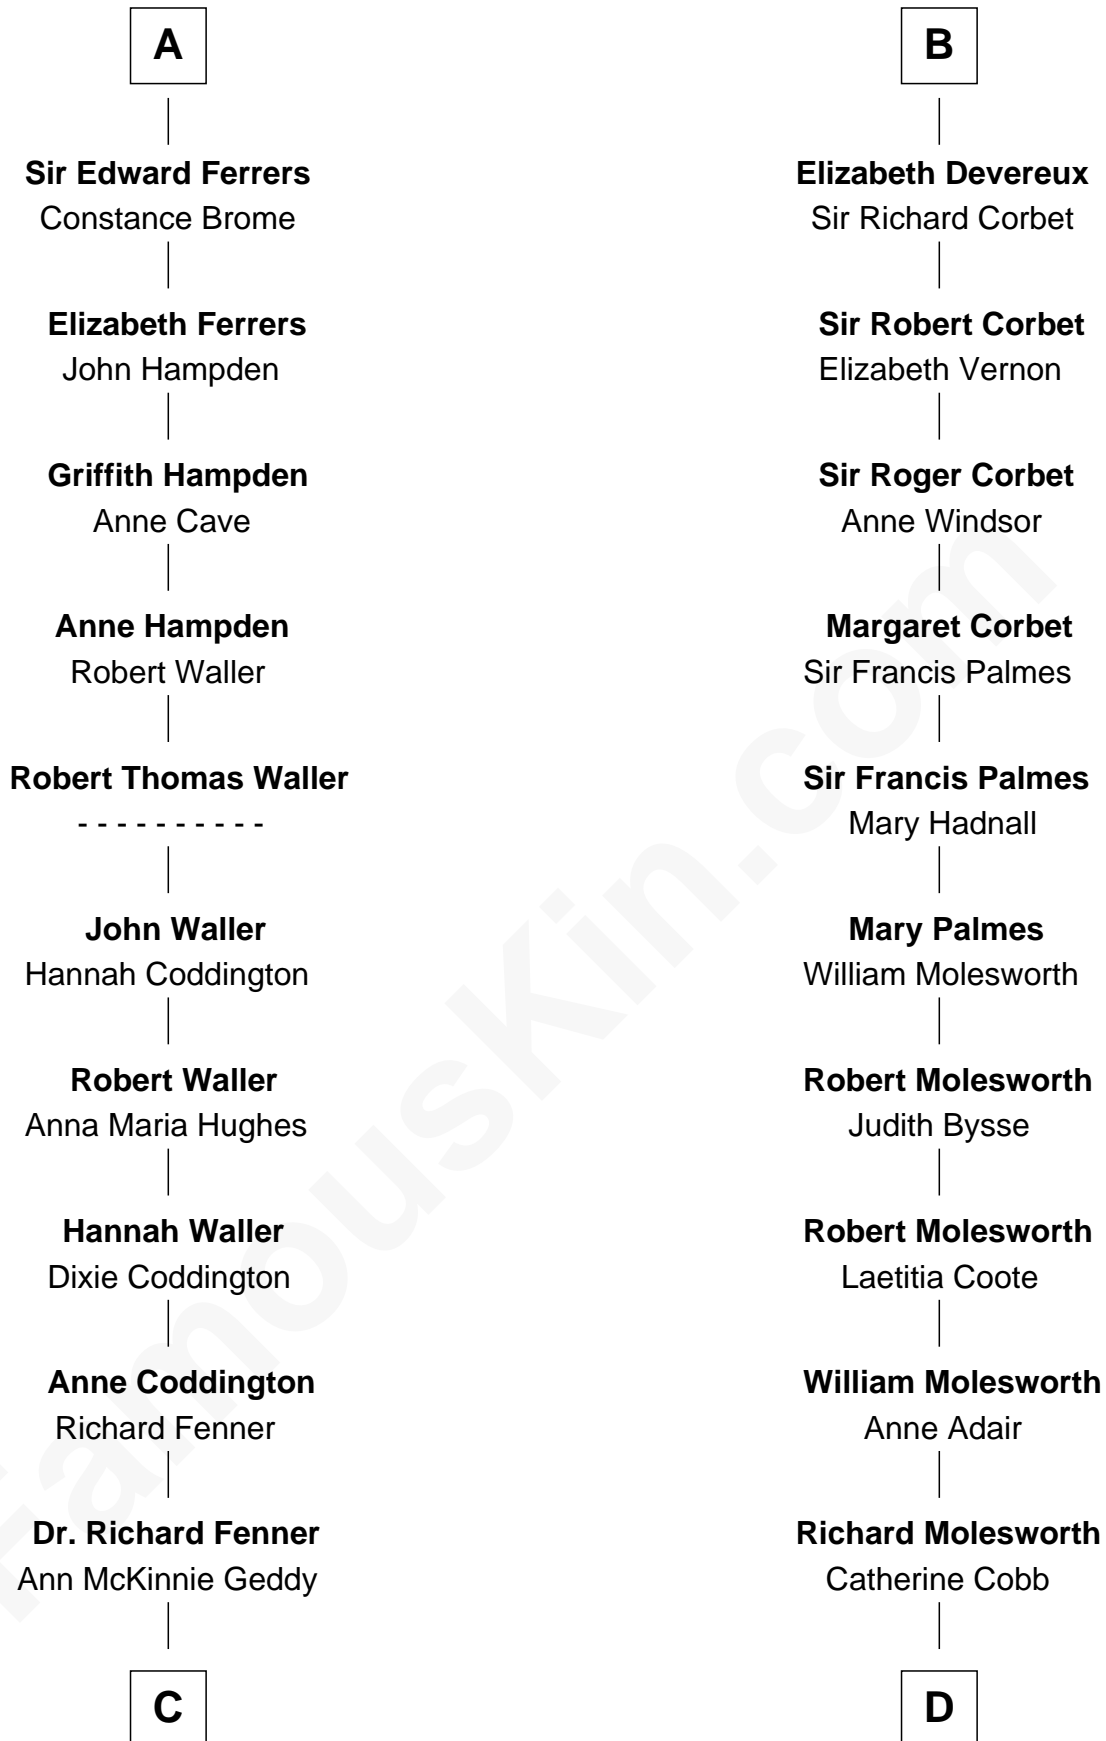 A
Sir Edward Ferrers
Constance Brome
Elizabeth Ferrers
John Hampden
Griffith Hampden
Anne Cave
Anne Hampden
Robert Waller
Robert Thomas Waller
- - - - - - - - - -
John Waller
Hannah Coddington
Robert Waller
Anna Maria Hughes
Hannah Waller
Dixie Coddington
Anne Coddington
Richard Fenner
Dr. Richard Fenner
Ann McKinnie Geddy
C
B
Elizabeth Devereux
Sir Richard Corbet
Sir Robert Corbet
Elizabeth Vernon
Sir Roger Corbet
Anne Windsor
Margaret Corbet
Sir Francis Palmes
Sir Francis Palmes
Mary Hadnall
Mary Palmes
William Molesworth
Robert Molesworth
Judith Bysse
Robert Molesworth
Laetitia Coote
William Molesworth
Anne Adair
Richard Molesworth
Catherine Cobb
D
FamousKin.com